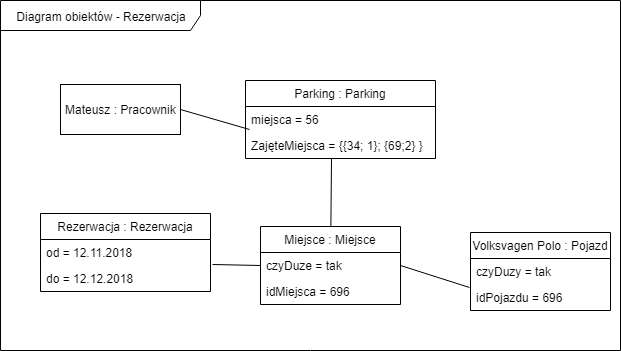 Diagram obiektów - Rezerwacja
Mateusz : Pracownik
Parking : Parking
miejsca = 56
ZajęteMiejsca = {{34; 1}; {69;2} }
Rezerwacja : Rezerwacja
od = 12.11.2018
do = 12.12.2018
Miejsce : Miejsce
czyDuze = tak
idMiejsca = 696
Volksvagen Polo : Pojazd
czyDuzy = tak
idPojazdu = 696